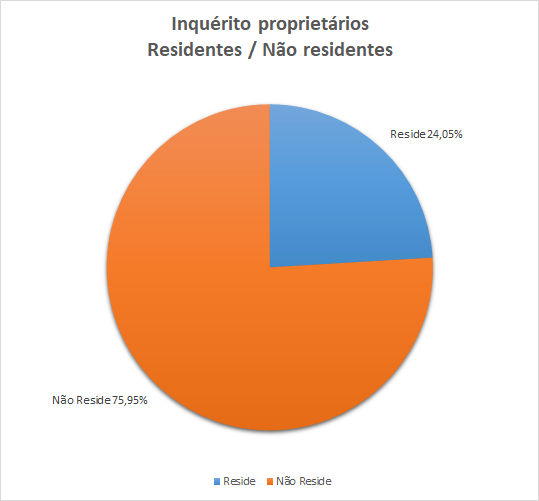 Inquérito proprietários
Residentes / Não residentes
Reside 24,05%
Não Reside 75,95%
Reside Não Reside